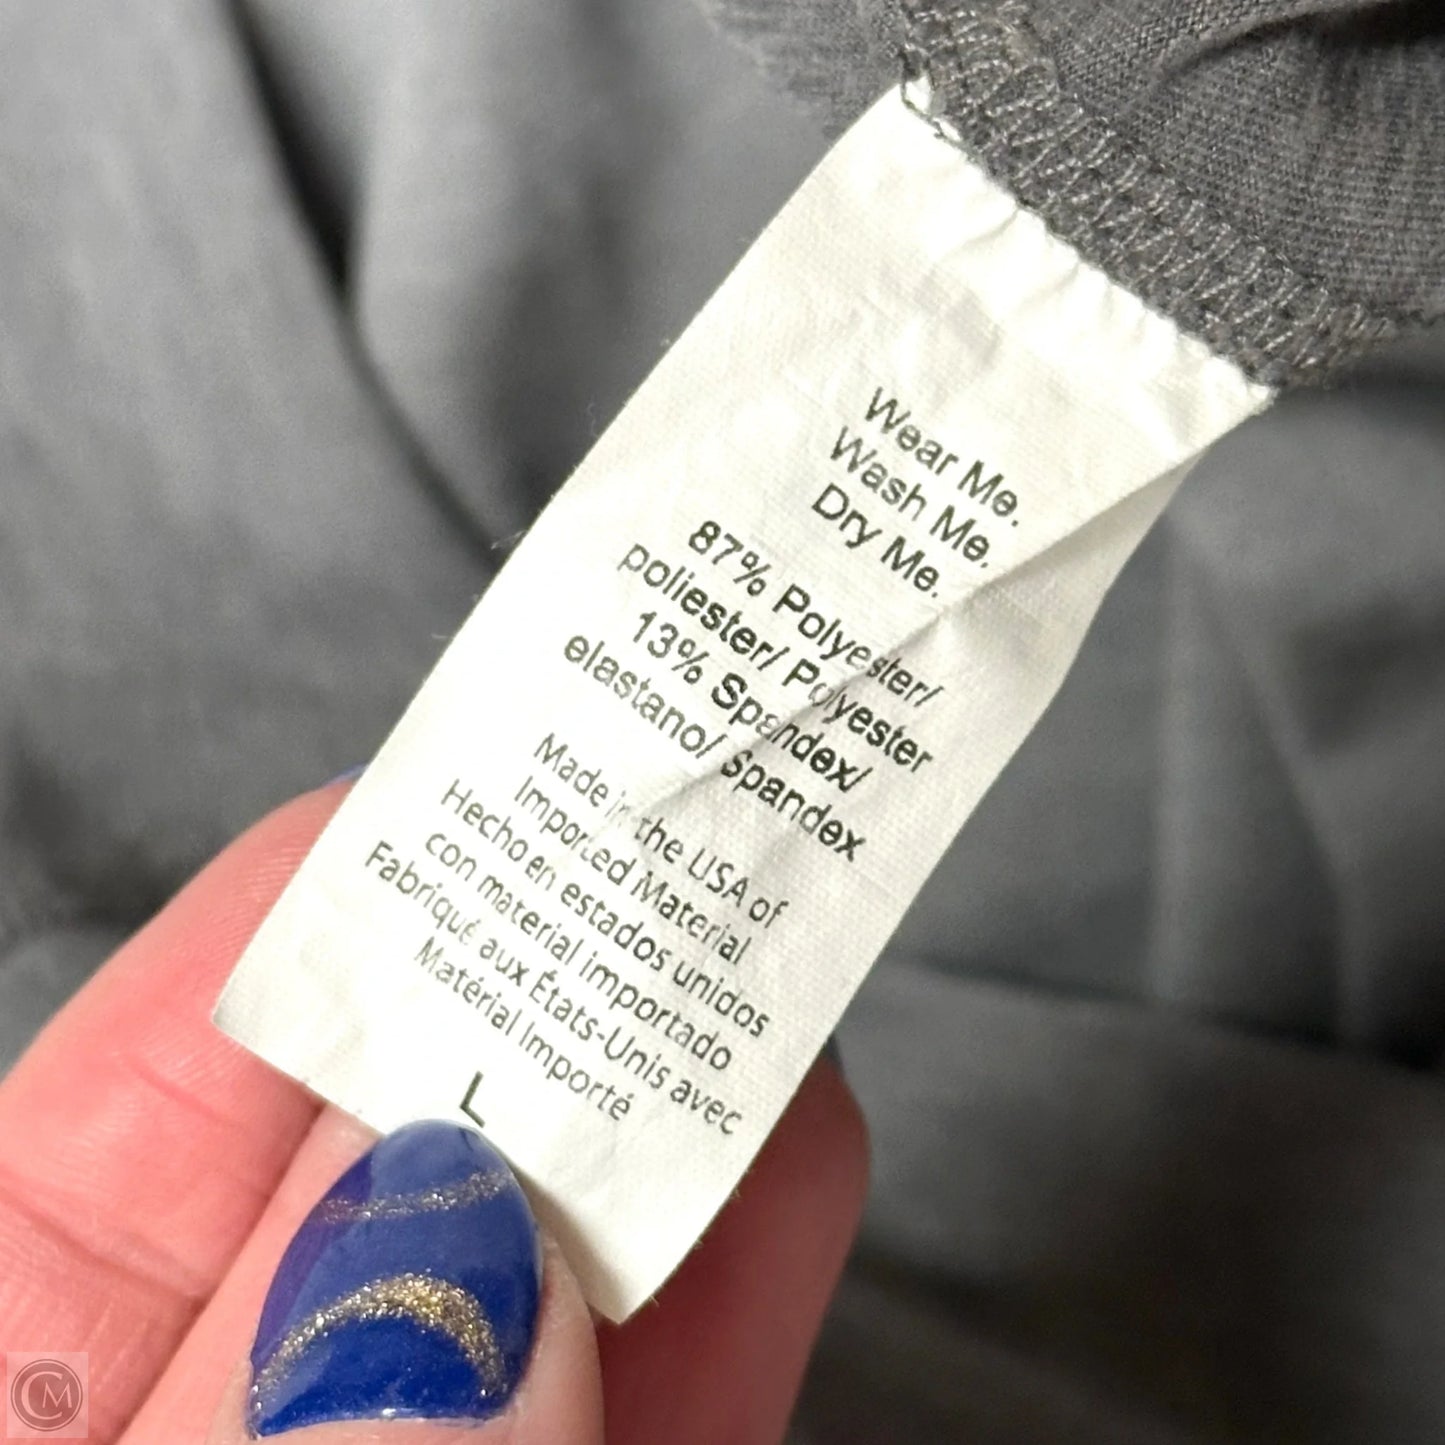 Wear Me.
Wash Me.
Dry Me.
87% Polyester/
poliester/ Polyester
13% Spandex/
elastano/ spandex
Made in the USA of
Imported Material
Hecho en estados unidos
con material importado
Fabriqué aux États-Unis avec
Matérial Importé
L
CM